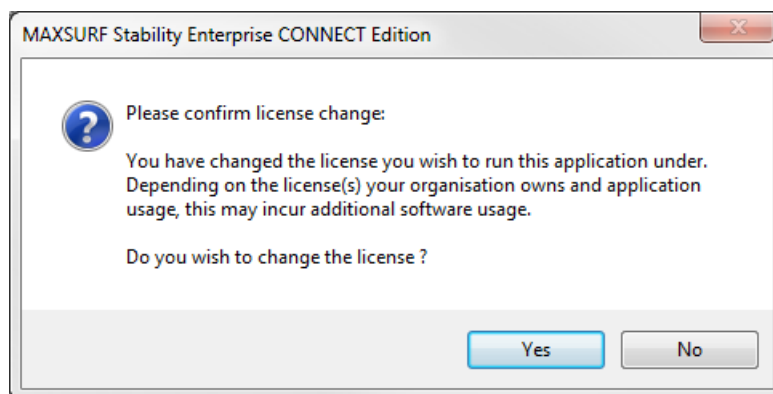 MAXSURF Stability Enterprise CONNECT Edition
Please confirm license change:
You have changed the license you wish to run this application under.
Depending on the license(s) your organisation owns and application
usage, this may incur additional software usage.
Do you wish to change the license ?
Yes
No